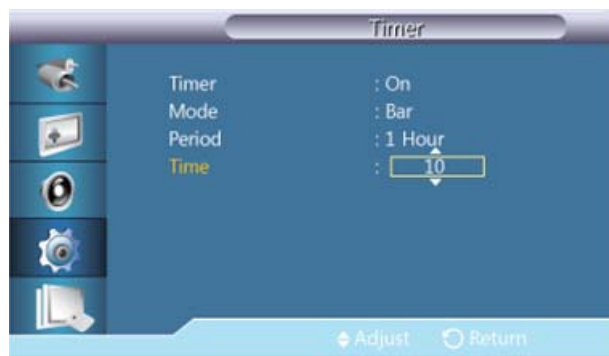 Timer
Timer : On
Mode : Bar
Period : 1 Hour
Time : 10
Adjust Return